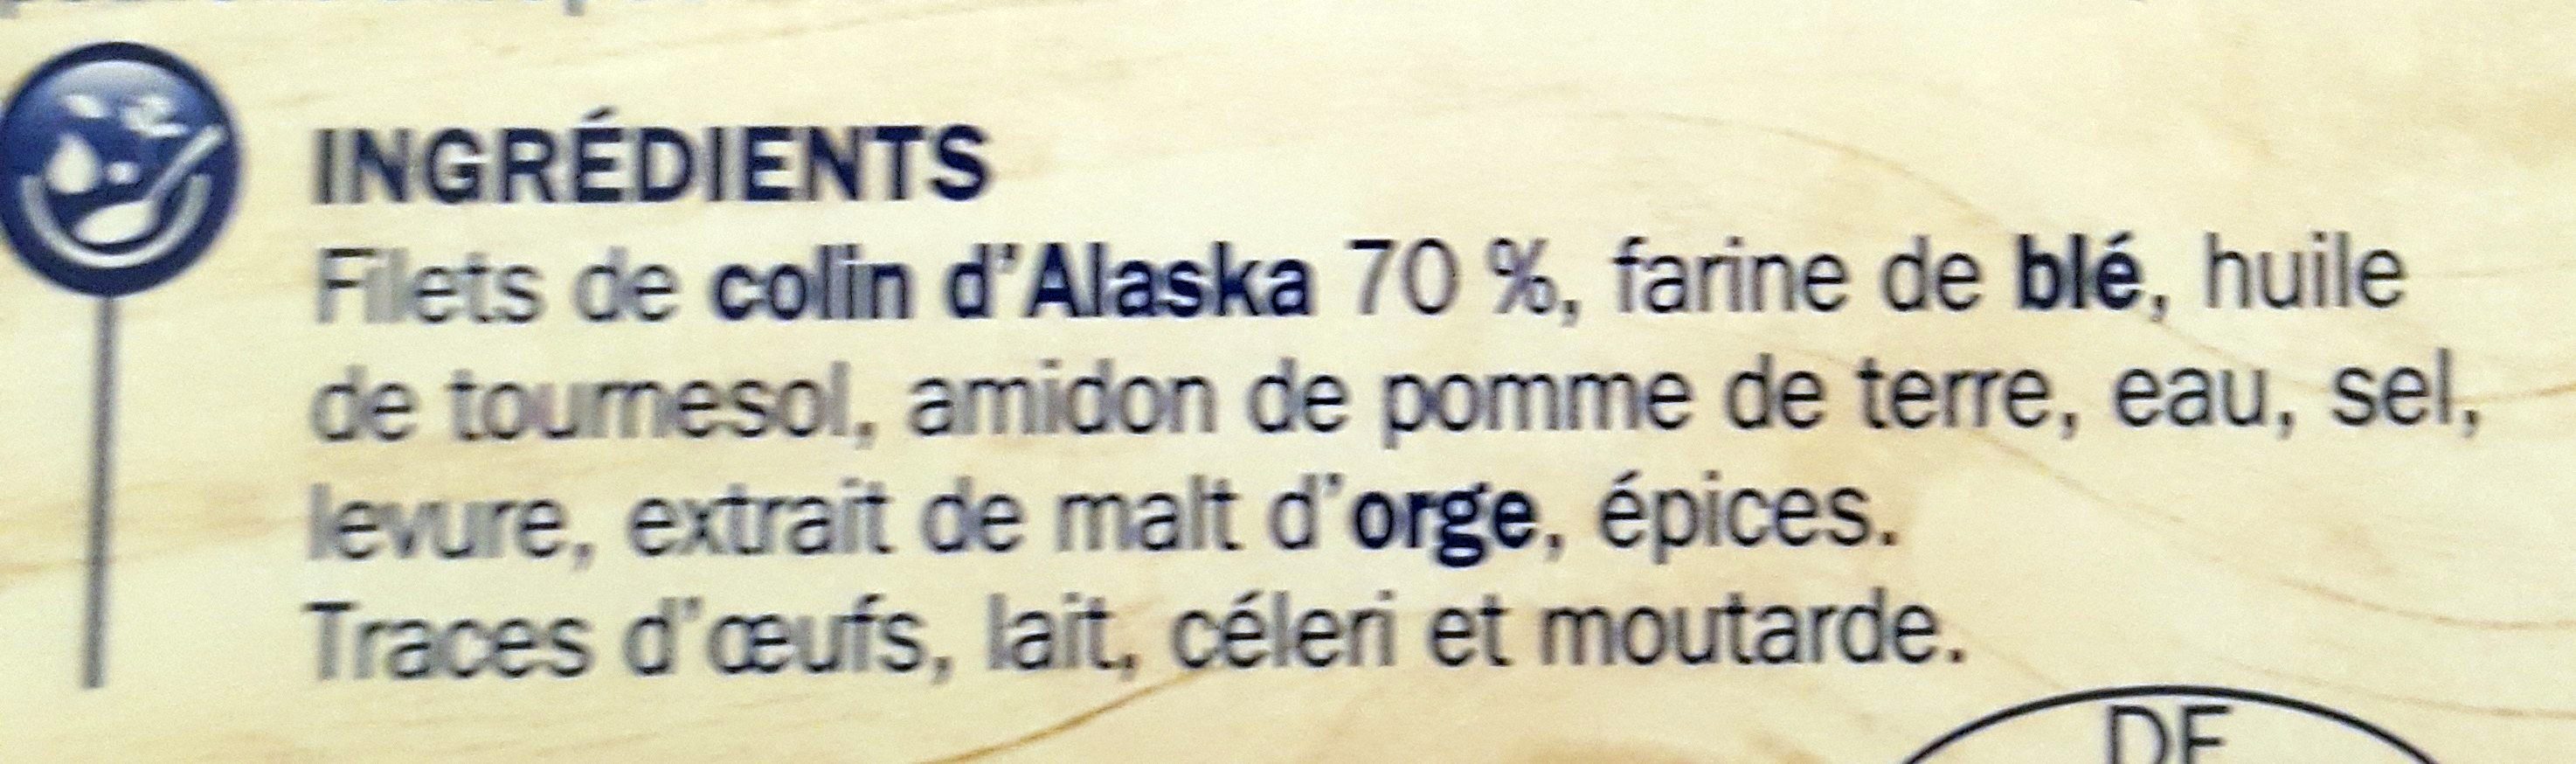 INGRÉDIENTS
Filets de colin d'Alaska 70 %, farine de blé, huile
de tournesol, amidon de pomme de terre, eau, sel,
levure, extrait de malt d'orge, épices.
Traces d'œufs, lait, céleri et moutarde.
DE